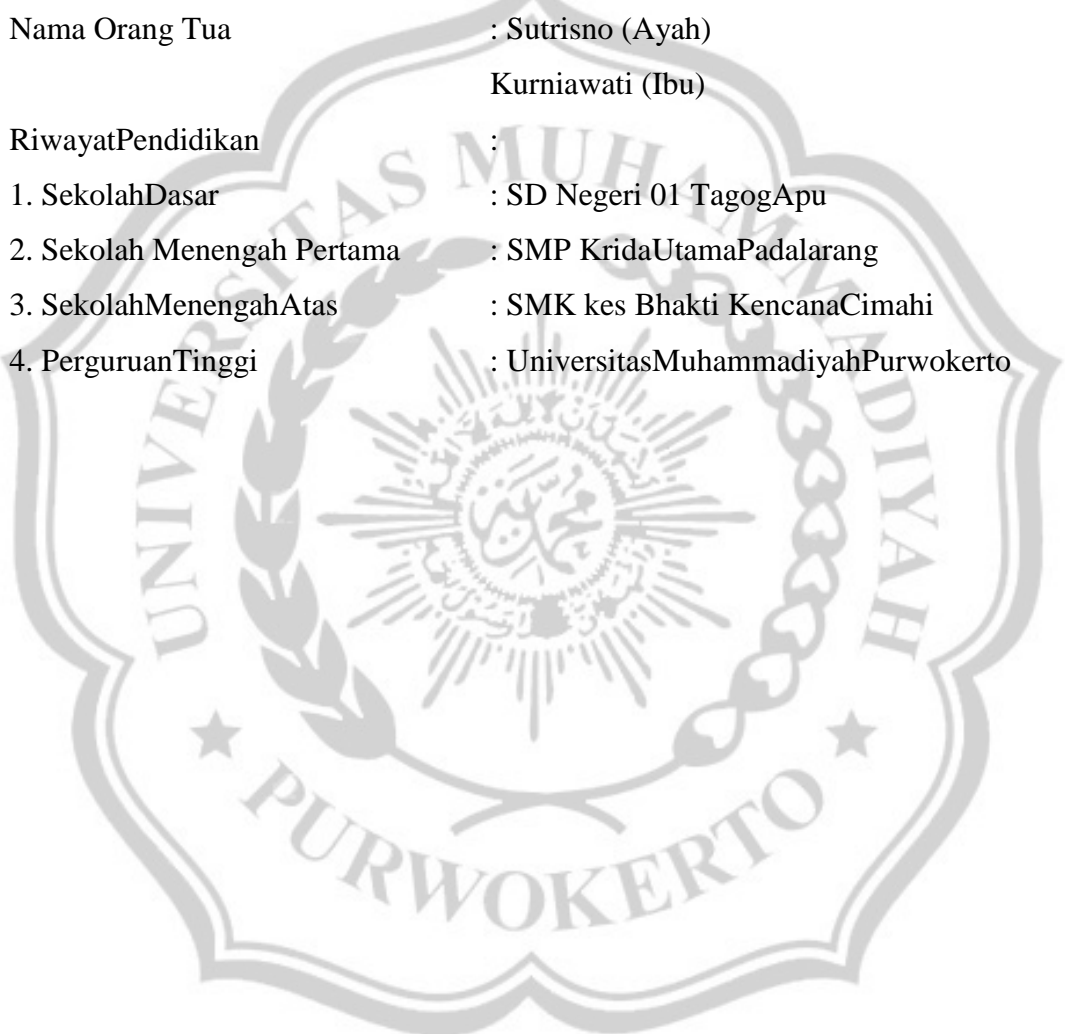 Nama Orang Tua : Sutrisno (Ayah)
Kurniawati (Ibu)
RiwayatPendidikan :
1. SekolahDasar : SD Negeri 01 TagogApu
2. Sekolah Menengah Pertama : SMP KridaUtamaPadalarang
3. SekolahMenengahAtas : SMK kes Bhakti KencanaCimahi
4. PerguruanTinggi : UniversitasMuhammadiyahPurwokerto
UNIVERSITAS MUHAMMADIYAH
PURWOKERTO